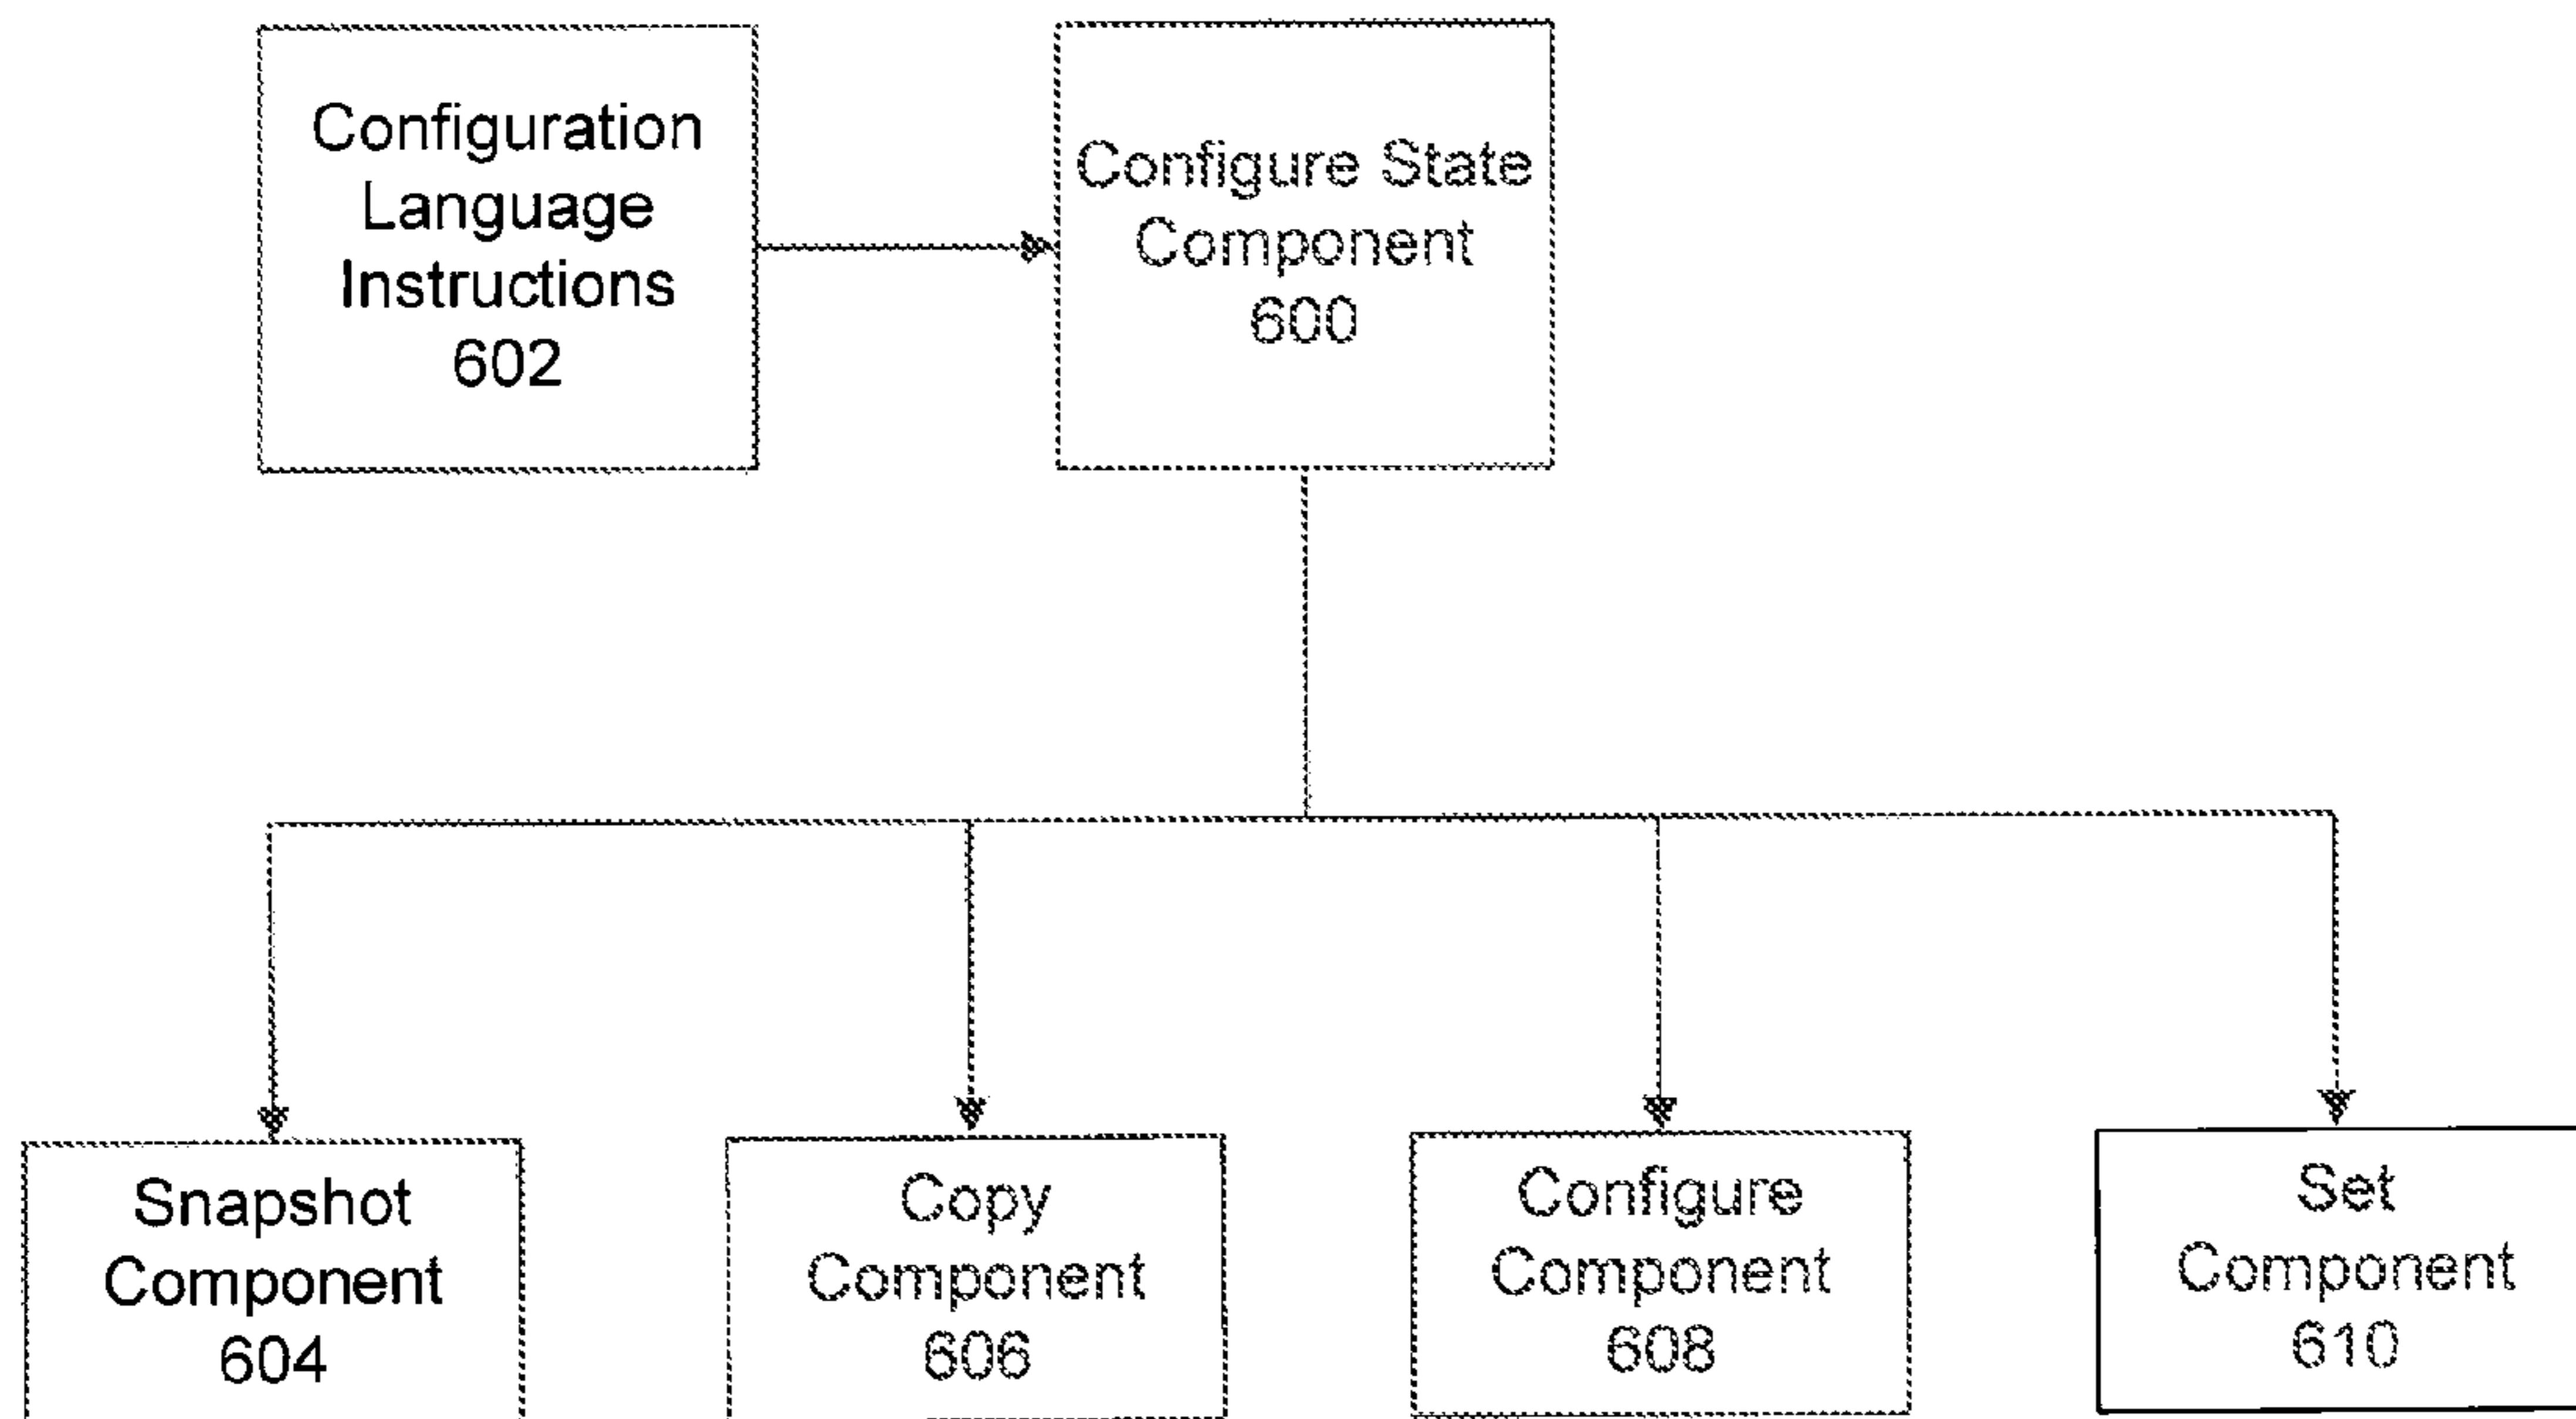 Configuration
Language
Instructions
602
Configure State
Component
600
Snapshot
Component
604
Copy
Component
606
Configure
Component
608
Set
Component
610